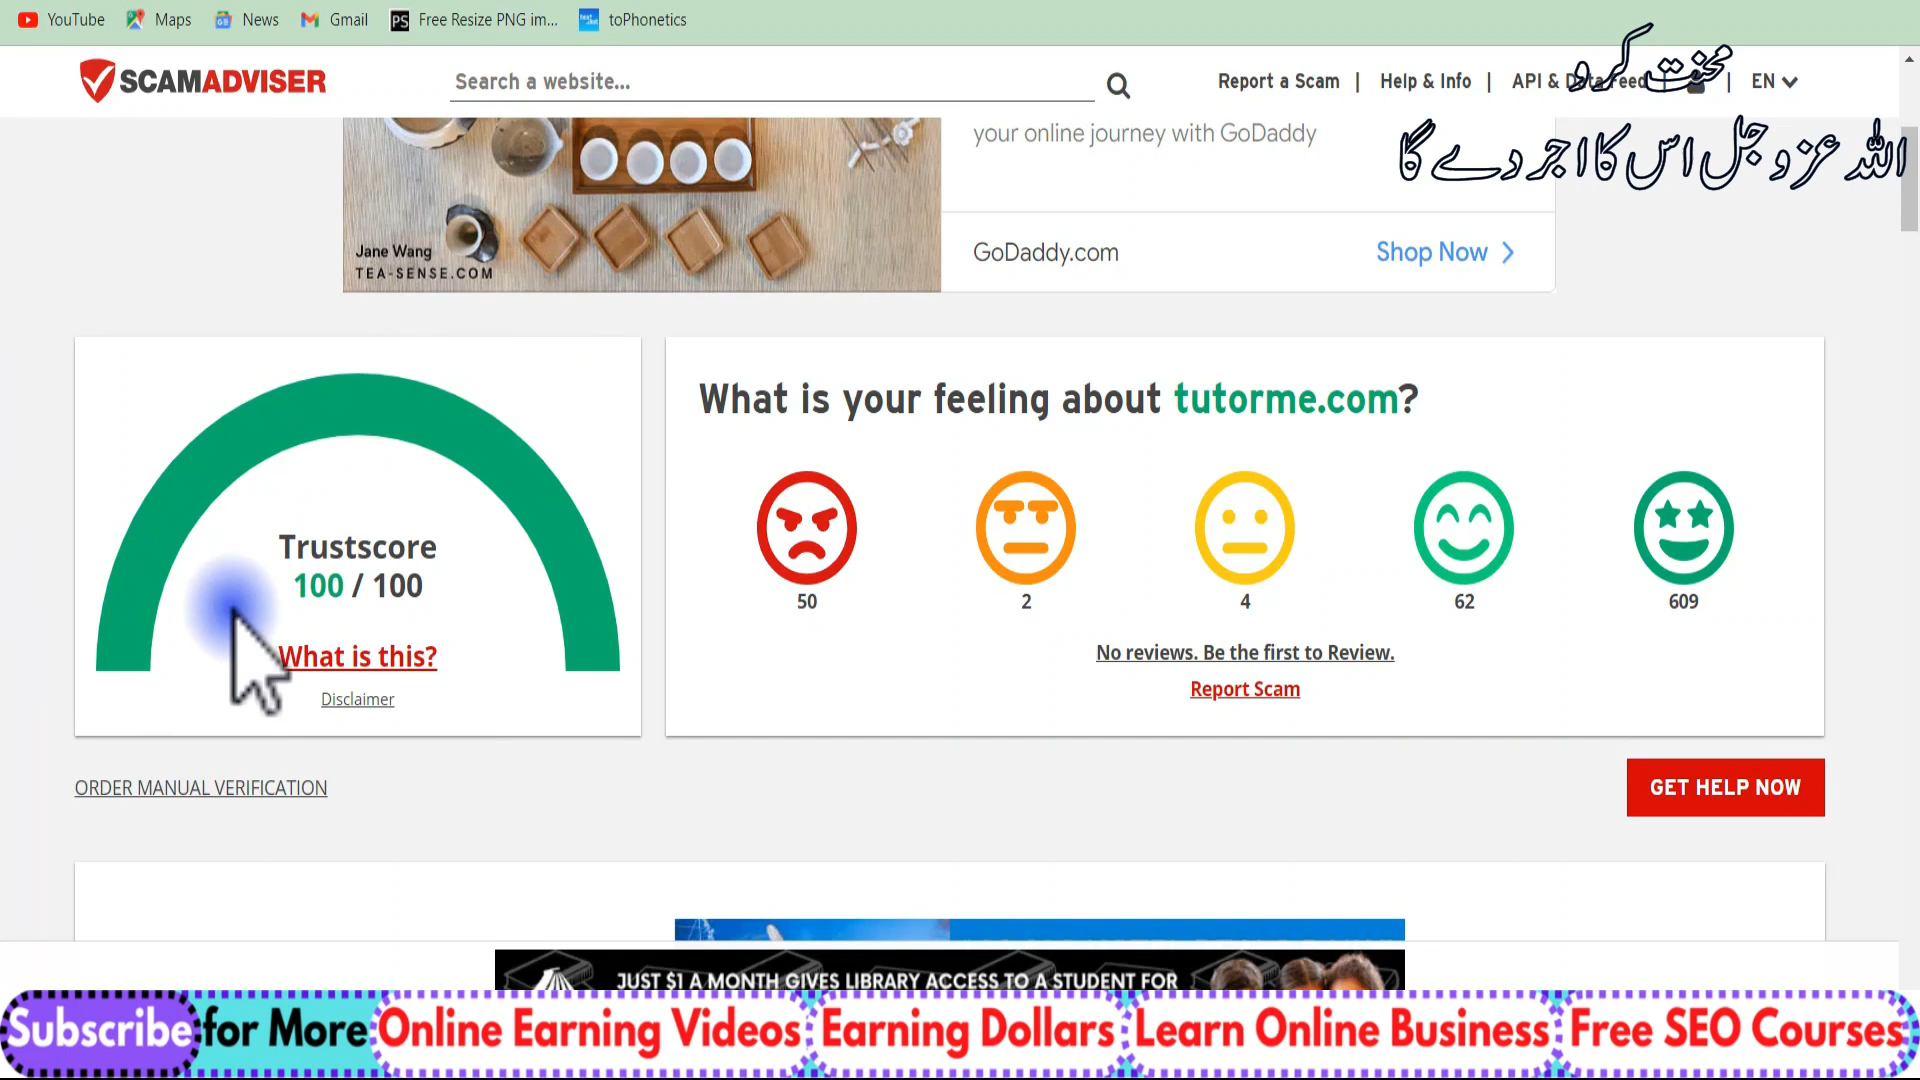 YouTube Maps News Gmail PS Free Resize PNG im... toPhonetics
محنت کرو
SCAMADVISER Search a website... Report a Scam | Help & Info | API & Data Feed | EN
اللہ عزوجل اس کا اجر دے گا
your online journey with GoDaddy
Jane Wang
TEA-SENSE.COM
GoDaddy.com Shop Now
What is your feeling about tutorme.com?
Trustscore
100 / 100
What is this?
Disclaimer
50 2 4 62 609
No reviews. Be the first to Review.
Report Scam
ORDER MANUAL VERIFICATION
GET HELP NOW
JUST $1 A MONTH GIVES LIBRARY ACCESS TO A STUDENT FOR
Subscribe for More Online Earning Videos Earning Dollars Learn Online Business Free SEO Courses